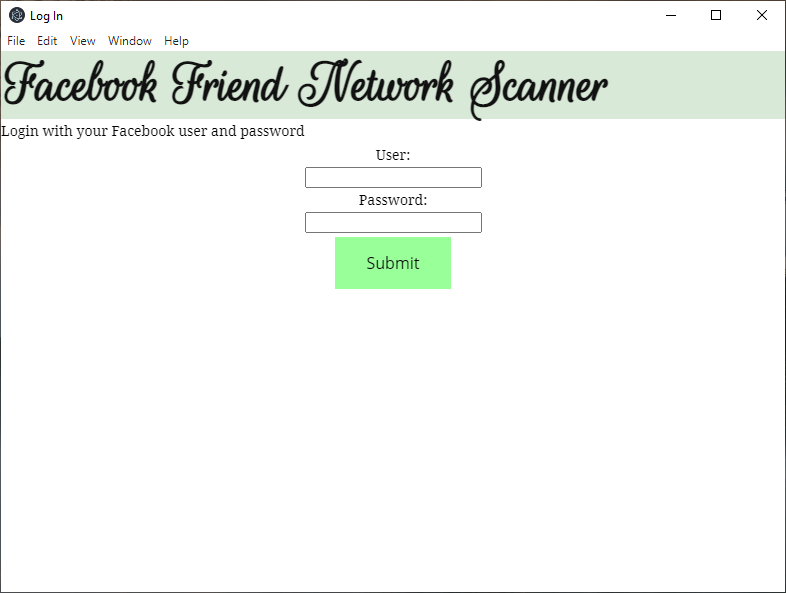 Log In
File Edit View Window Help
Facebook Friend Network Scanner
Login with your Facebook user and password
User:
Password:
Submit